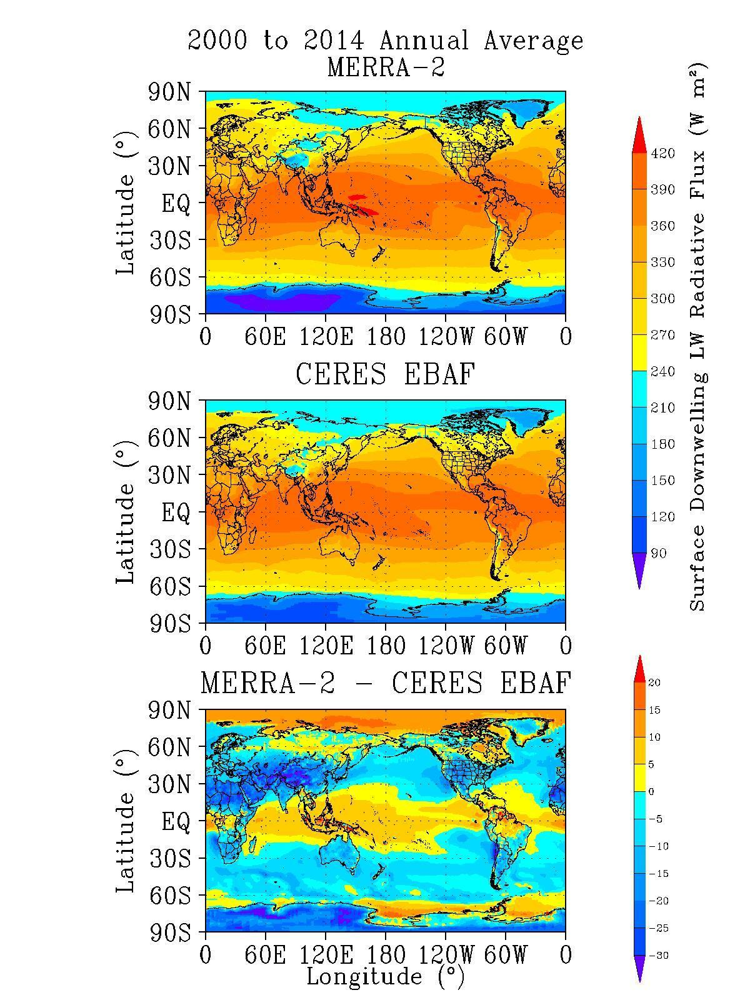 2000 to 2014 Annual Average
MERRA-2
90N
60N
30N
EQ
30S
60S
90S
Latitude (°)
0 60E 120E 180 120W 60W 0
CERES EBAF
90N
60N
30N
EQ
30S
60S
90S
Latitude (°)
0 60E 120E 180 120W 60W 0
420
390
360
330
300
270
240
210
180
150
120
90
Surface Downwelling LW Radiative Flux (W m²)
MERRA-2 - CERES EBAF
90N
60N
30N
EQ
30S
60S
90S
Latitude (°)
0 60E 120E 180 120W 60W 0
Longitude (°)
20
15
10
5
0
-5
-10
-15
-20
-25
-30